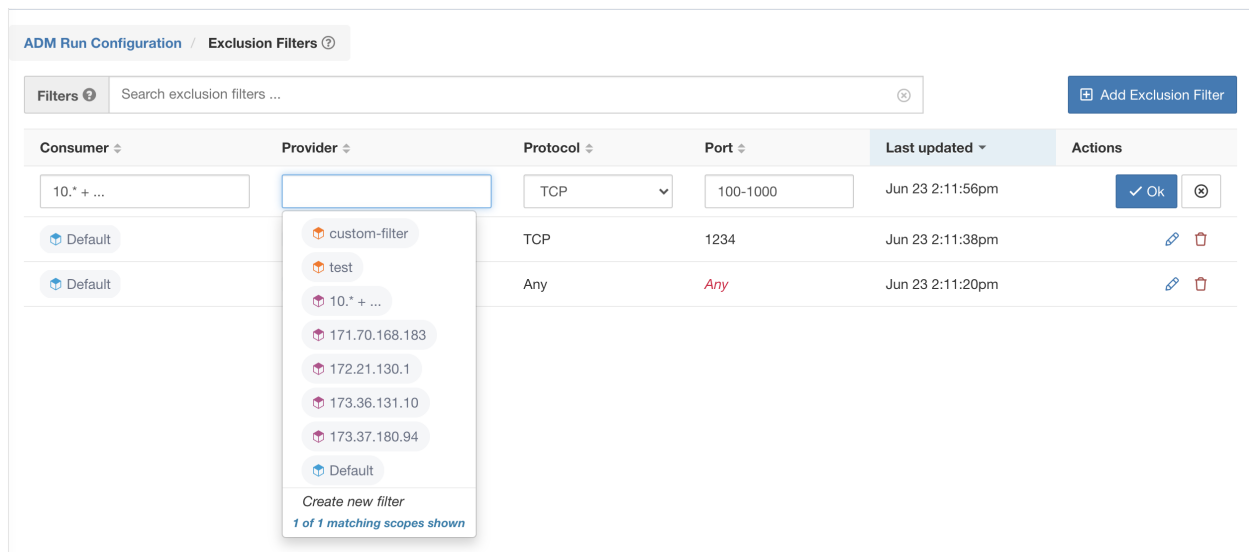 ADM Run Configuration / Exclusion Filters
Filters Search exclusion filters ...
Add Exclusion Filter
Consumer Provider Protocol Port Last updated Actions
10.* + ... TCP 100-1000 Jun 23 2:11:56pm Ok
Default TCP 1234 Jun 23 2:11:38pm
Default Any Any Jun 23 2:11:20pm
custom-filter
test
10.* + ...
171.70.168.183
172.21.130.1
173.36.131.10
173.37.180.94
Default
Create new filter
1 of 1 matching scopes shown